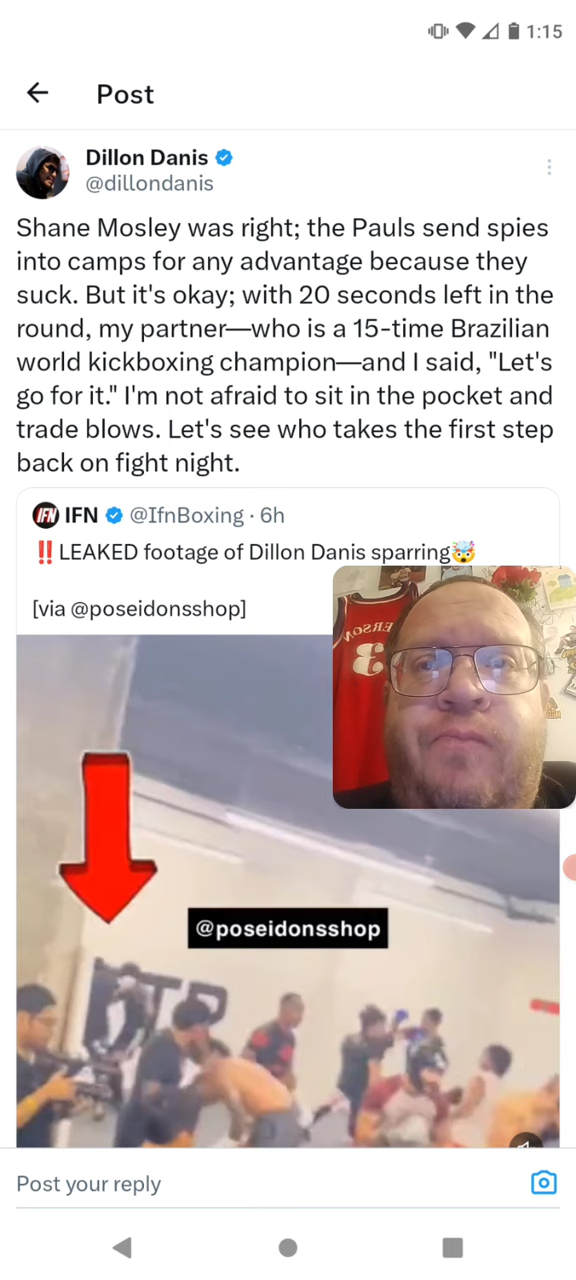 1:15
Post
Dillon Danis
@dillondanis
Shane Mosley was right; the Pauls send spies
into camps for any advantage because they
suck. But it's okay; with 20 seconds left in the
round, my partner—who is a 15-time Brazilian
world kickboxing champion—and I said, "Let's
go for it." I'm not afraid to sit in the pocket and
trade blows. Let's see who takes the first step
back on fight night.
IFN IFN @IfnBoxing · 6h
‼️LEAKED footage of Dillon Danis sparring🤯
[via @poseidonsshop]
3
@poseidonsshop
Post your reply